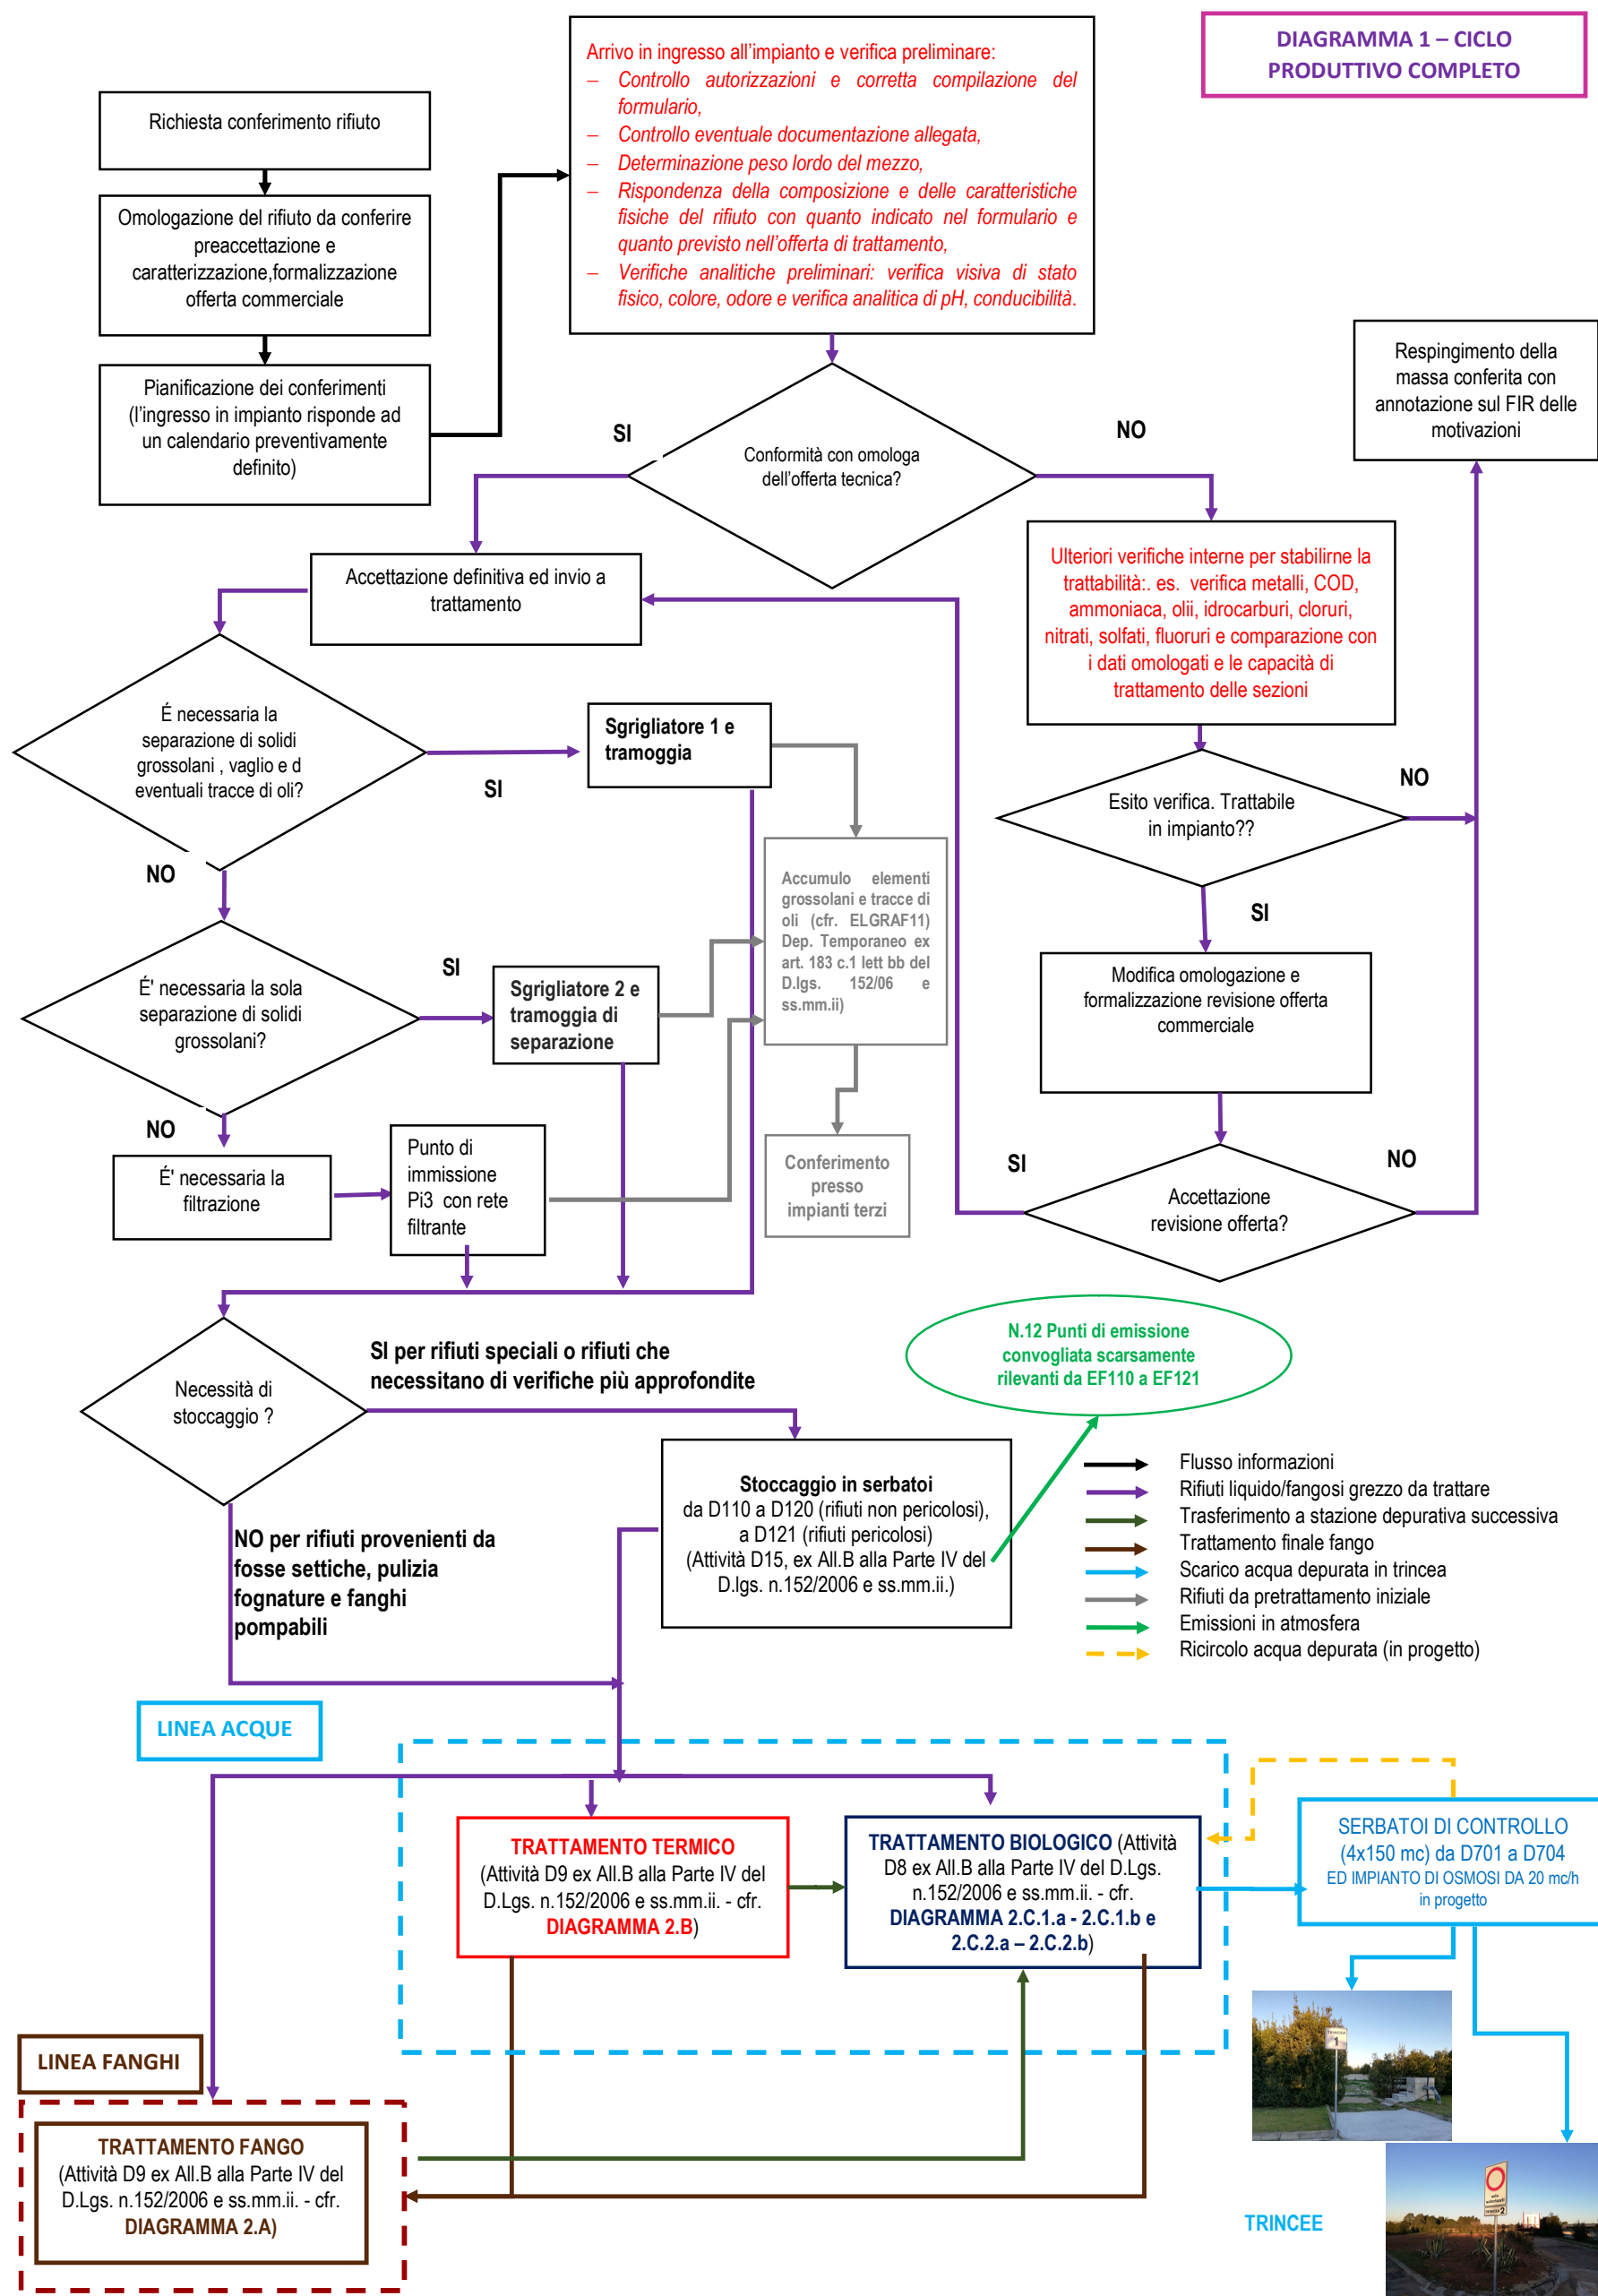 DIAGRAMMA 1 – CICLO
PRODUTTIVO COMPLETO
Richiesta conferimento rifiuto
Omologazione del rifiuto da conferire
preaccettazione e
caratterizzazione,formalizzazione
offerta commerciale
Pianificazione dei conferimenti
(l'ingresso in impianto risponde ad
un calendario preventivamente
definito)
Arrivo in ingresso all'impianto e verifica preliminare:
– Controllo autorizzazioni e corretta compilazione del
formulario,
– Controllo eventuale documentazione allegata,
– Determinazione peso lordo del mezzo,
– Rispondenza della composizione e delle caratteristiche
fisiche del rifiuto con quanto indicato nel formulario e
quanto previsto nell'offerta di trattamento,
– Verifiche analitiche preliminari: verifica visiva di stato
fisico, colore, odore e verifica analitica di pH, conducibilità.
Respingimento della
massa conferita con
annotazione sul FIR delle
motivazioni
SI
NO
Conformità con omologa
dell'offerta tecnica?
Accettazione definitiva ed invio a
trattamento
Ulteriori verifiche interne per stabilirne la
trattabilità:. es. verifica metalli, COD,
ammoniaca, olii, idrocarburi, cloruri,
nitrati, solfati, fluoruri e comparazione con
i dati omologati e le capacità di
trattamento delle sezioni
É necessaria la
separazione di solidi
grossolani , vaglio e d
eventuali tracce di oli?
SI
NO
Sgrigliatore 1 e
tramoggia
Esito verifica. Trattabile
in impianto??
NO
SI
Accumulo elementi
grossolani e tracce di
oli (cfr. ELGRAF11)
Dep. Temporaneo ex
art. 183 c.1 lett bb del
D.lgs. 152/06 e
ss.mm.ii)
É' necessaria la sola
separazione di solidi
grossolani?
SI
NO
Sgrigliatore 2 e
tramoggia di
separazione
Modifica omologazione e
formalizzazione revisione offerta
commerciale
É' necessaria la
filtrazione
Punto di
immissione
Pi3 con rete
filtrante
Conferimento
presso
impianti terzi
SI
NO
Accettazione
revisione offerta?
Necessità di
stoccaggio ?
SI per rifiuti speciali o rifiuti che
necessitano di verifiche più approfondite
N.12 Punti di emissione
convogliata scarsamente
rilevanti da EF110 a EF121
Stoccaggio in serbatoi
da D110 a D120 (rifiuti non pericolosi),
a D121 (rifiuti pericolosi)
(Attività D15, ex All.B alla Parte IV del
D.lgs. n.152/2006 e ss.mm.ii.)
NO per rifiuti provenienti da
fosse settiche, pulizia
fognature e fanghi
pompabili
Flusso informazioni
Rifiuti liquido/fangosi grezzo da trattare
Trasferimento a stazione depurativa successiva
Trattamento finale fango
Scarico acqua depurata in trincea
Rifiuti da pretrattamento iniziale
Emissioni in atmosfera
Ricircolo acqua depurata (in progetto)
LINEA ACQUE
TRATTAMENTO TERMICO
(Attività D9 ex All.B alla Parte IV del
D.Lgs. n.152/2006 e ss.mm.ii. - cfr.
DIAGRAMMA 2.B)
TRATTAMENTO BIOLOGICO (Attività
D8 ex All.B alla Parte IV del D.Lgs.
n.152/2006 e ss.mm.ii. - cfr.
DIAGRAMMA 2.C.1.a - 2.C.1.b e
2.C.2.a – 2.C.2.b)
SERBATOI DI CONTROLLO
(4x150 mc) da D701 a D704
ED IMPIANTO DI OSMOSI DA 20 mc/h
in progetto
TRINCEA
1
LINEA FANGHI
TRATTAMENTO FANGO
(Attività D9 ex All.B alla Parte IV del
D.Lgs. n.152/2006 e ss.mm.ii. - cfr.
DIAGRAMMA 2.A)
TRINCEE
TRINCEA 2